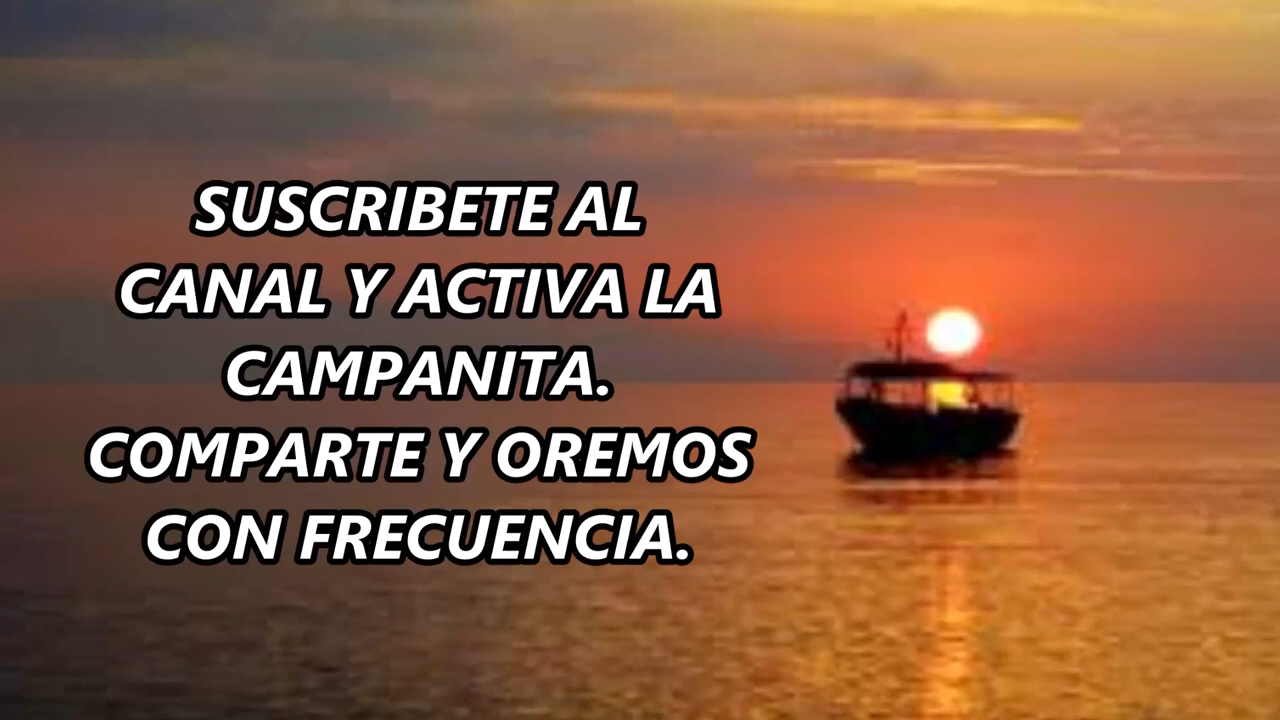 SUSCRIBETE AL
CANAL Y ACTIVA LA
CAMPANITA.
COMPARTE Y OREMOS
CON FRECUENCIA.